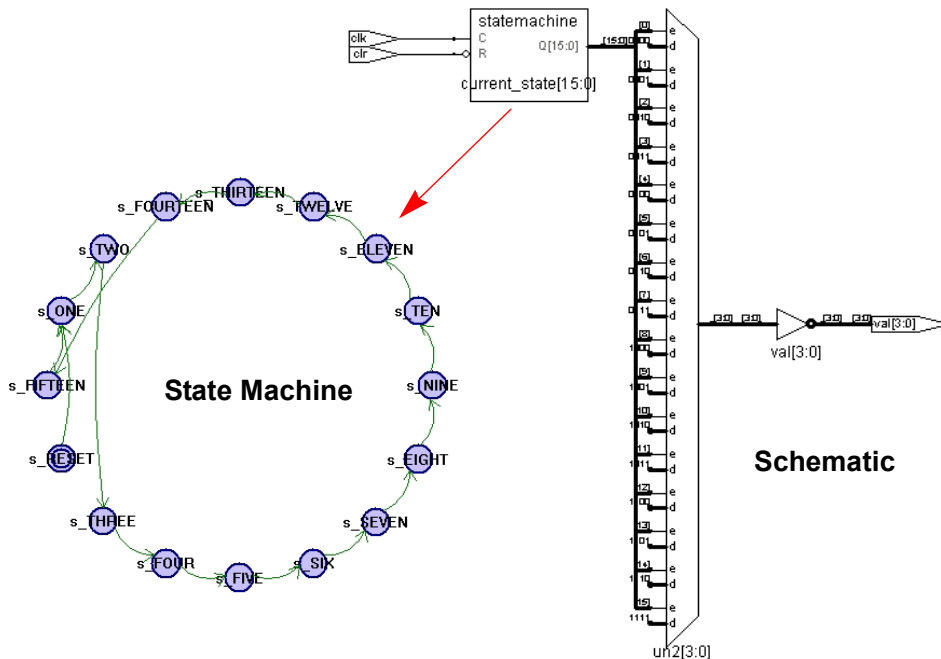 statemachine
clk
clr
C
R
Q[15:0]
current_state[15:0]
[15:0]
[0]
e
d
[1]
e
d
[2]
e
d
[3]
e
d
[4]
e
d
[5]
e
d
[6]
e
d
[7]
e
d
[8]
e
d
[9]
e
d
[10]
e
d
[11]
e
d
[12]
e
d
[13]
e
d
[14]
e
d
[15]
e
1111 d
un2[3:0]
[3:0] [3:0]
val[3:0]
[3:0] [3:0]
val[3:0]
s_THIRTEEN
s_FOURTEEN
s_TWELVE
s_TWO
s_ELEVEN
s_ONE
s_TEN
s_FIFTEEN
State Machine
s_NINE
s_RESET
s_EIGHT
Schematic
s_THREE
s_SEVEN
s_FOUR
s_SIX
s_FIVE